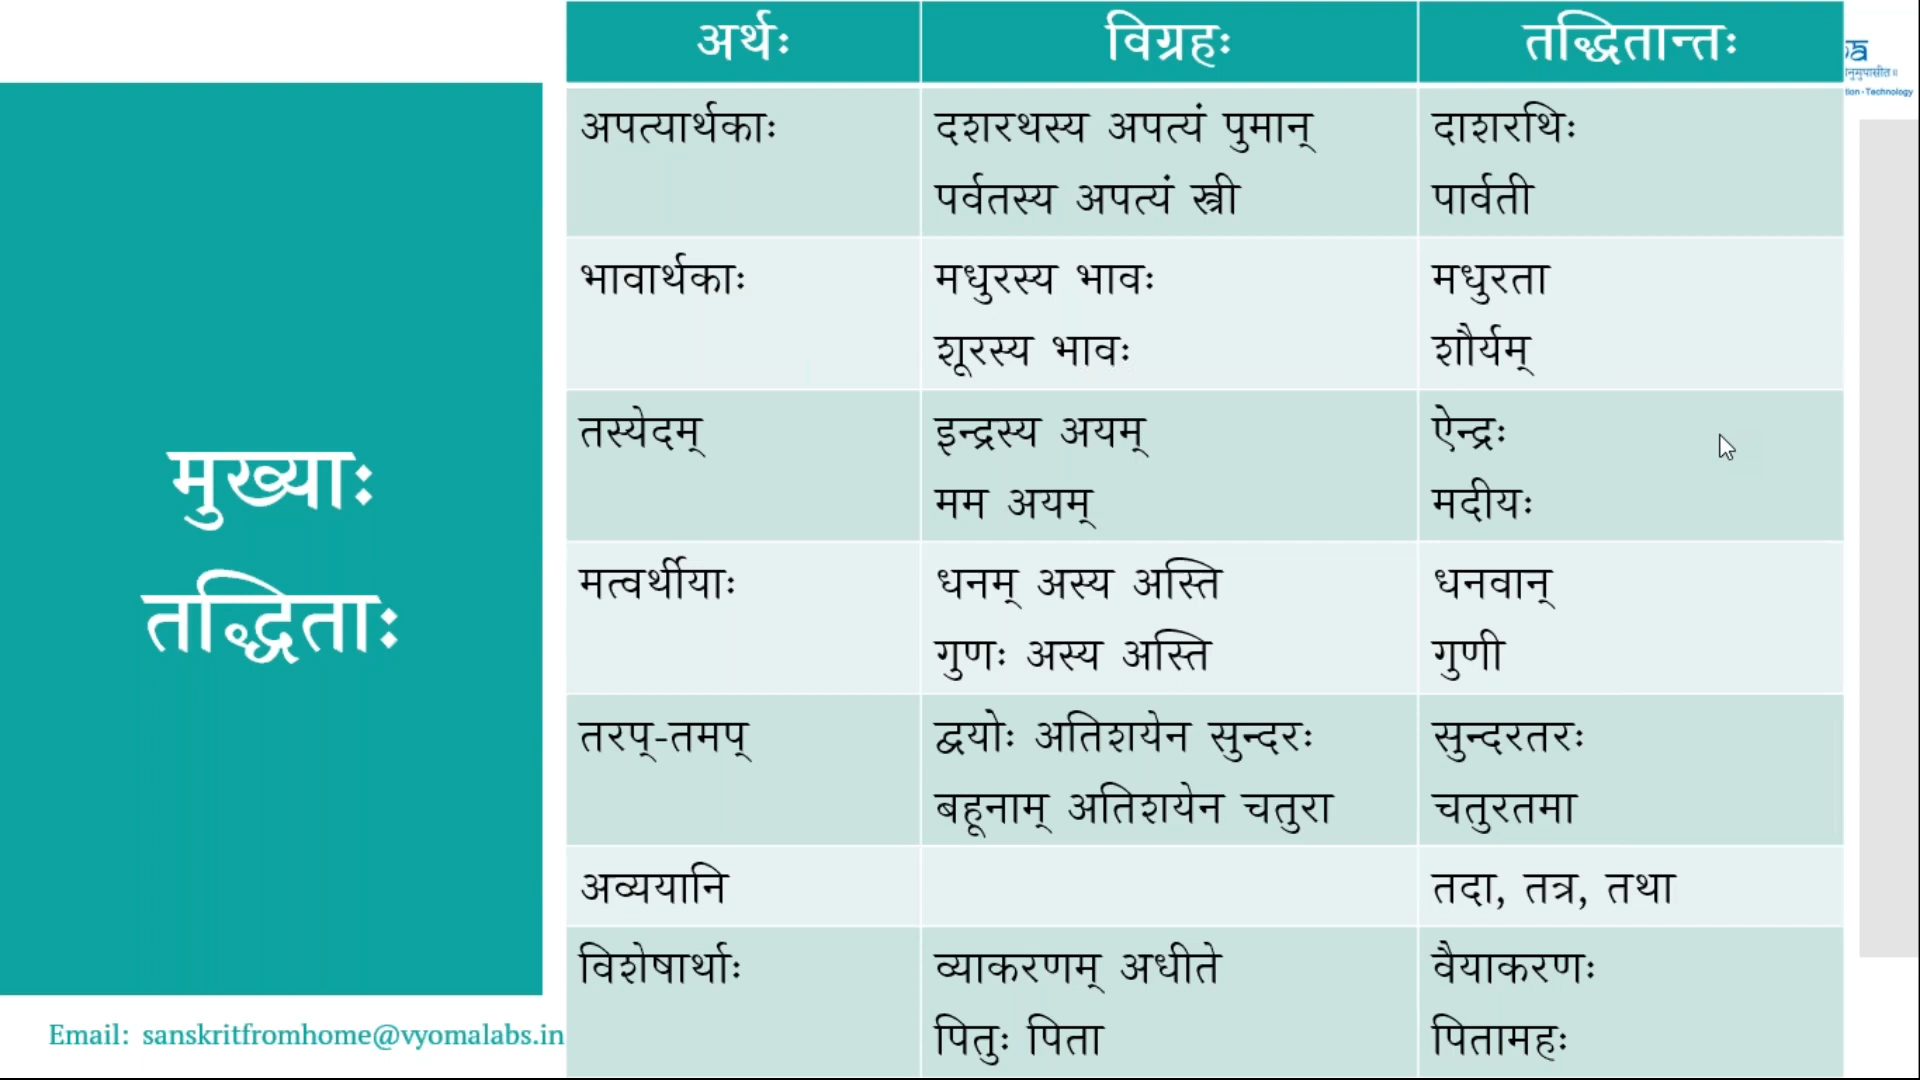 मुख्याः
तद्धिताः
अर्थः विग्रहः तद्धितान्तः
अपत्यार्थकाः दशरथस्य अपत्यं पुमान् दाशरथिः
पर्वतस्य अपत्यं स्त्री पार्वती
भावार्थकाः मधुरस्य भावः मधुरता
शूरस्य भावः शौर्यम्
तस्येदम् इन्द्रस्य अयम् ऐन्द्रः
मम अयम् मदीयः
मत्वर्थीयाः धनम् अस्य अस्ति धनवान्
गुणः अस्य अस्ति गुणी
तरप्-तमप् द्वयोः अतिशयेन सुन्दरः सुन्दरतरः
बहूनाम् अतिशयेन चतुरा चतुरतमा
अव्ययानि तदा, तत्र, तथा
विशेषार्थाः व्याकरणम् अधीते वैयाकरणः
पितुः पिता पितामहः
Email: sanskritfromhome@vyomalabs.in
Technology